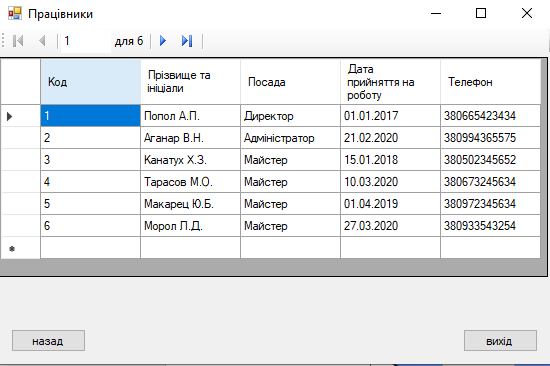 Працівники
1 для 6
Код Прізвище та ініціали Посада Дата прийняття на роботу Телефон
1 Попол А.П. Директор 01.01.2017 380665423434
2 Аганар В.Н. Адміністратор 21.02.2020 380994365575
3 Канатух Х.З. Майстер 15.01.2018 380502345652
4 Тарасов М.О. Майстер 10.03.2020 380673245634
5 Макарец Ю.Б. Майстер 01.04.2019 380972345634
6 Морол Л.Д. Майстер 27.03.2020 380933543254
назад вихід